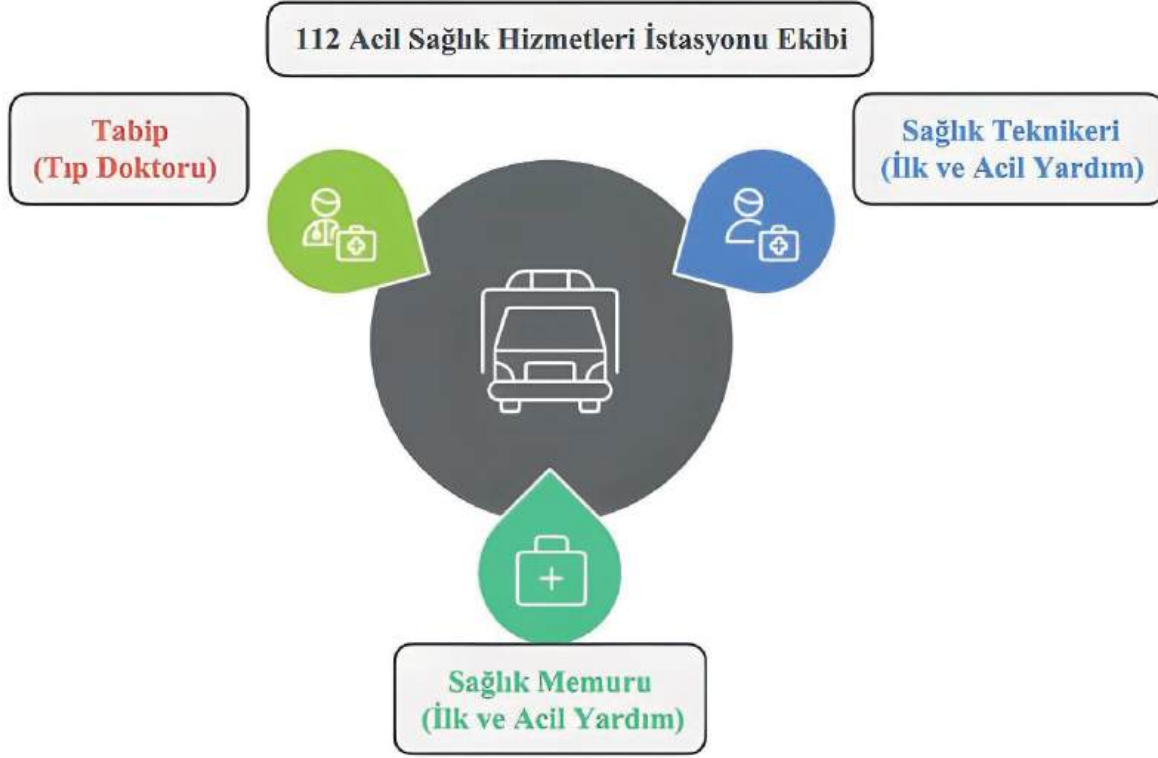 112 Acil Sağlık Hizmetleri İstasyonu Ekibi
Tabip
(Tıp Doktoru)
Sağlık Teknikeri
(İlk ve Acil Yardım)
Sağlık Memuru
(İlk ve Acil Yardım)